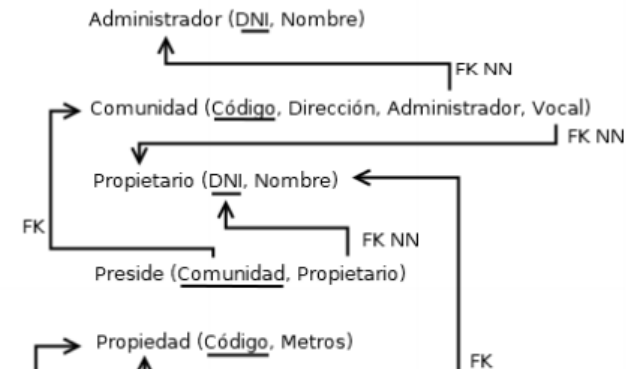 Administrador (DNI, Nombre)
FK NN
Comunidad (Código, Dirección, Administrador, Vocal)
FK NN
Propietario (DNI, Nombre)
FK
FK NN
Preside (Comunidad, Propietario)
Propiedad (Código, Metros)
FK